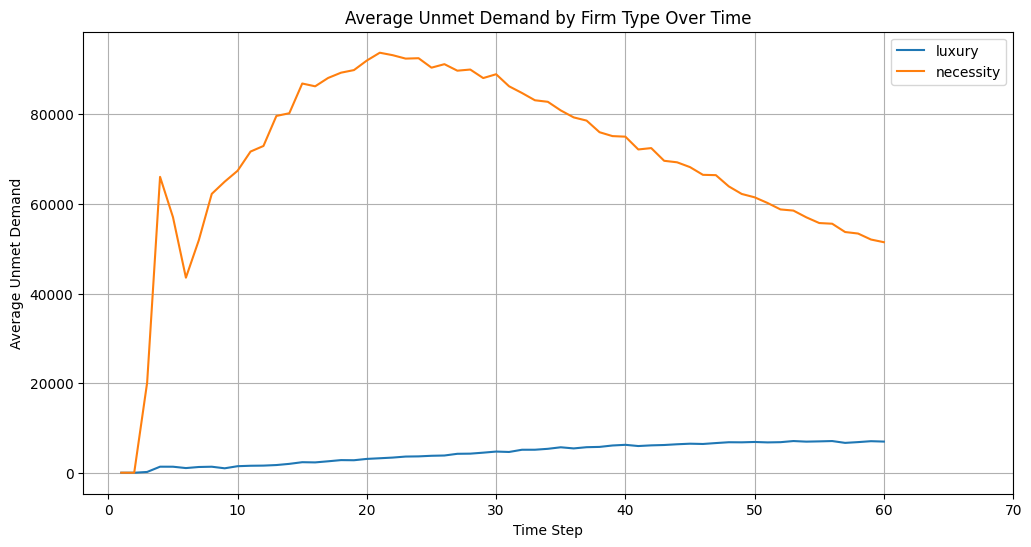 Average Unmet Demand by Firm Type Over Time
luxury
necessity
Average Unmet Demand
80000
60000
40000
20000
0
0 10 20 30 40 50 60 70
Time Step